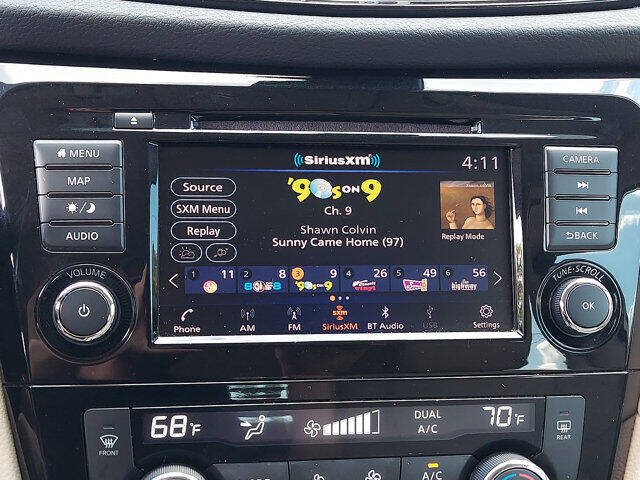 MENU
MAP
AUDIO
VOLUME
((SiriusXM))
4:11
Source
SXM Menu
Replay
'90s ON 9
Ch. 9
Shawn Colvin
Sunny Came Home (97)
Replay Mode
1 11
2 8
3 9
4 26
5 49
6 56
Phone
AM
FM
sxm
SiriusXM
BT Audio
USB
Settings
CAMERA
BACK
TUNE·SCROLL
OK
68°F
DUAL
A/C
70°F
FRONT
REAR
A/C